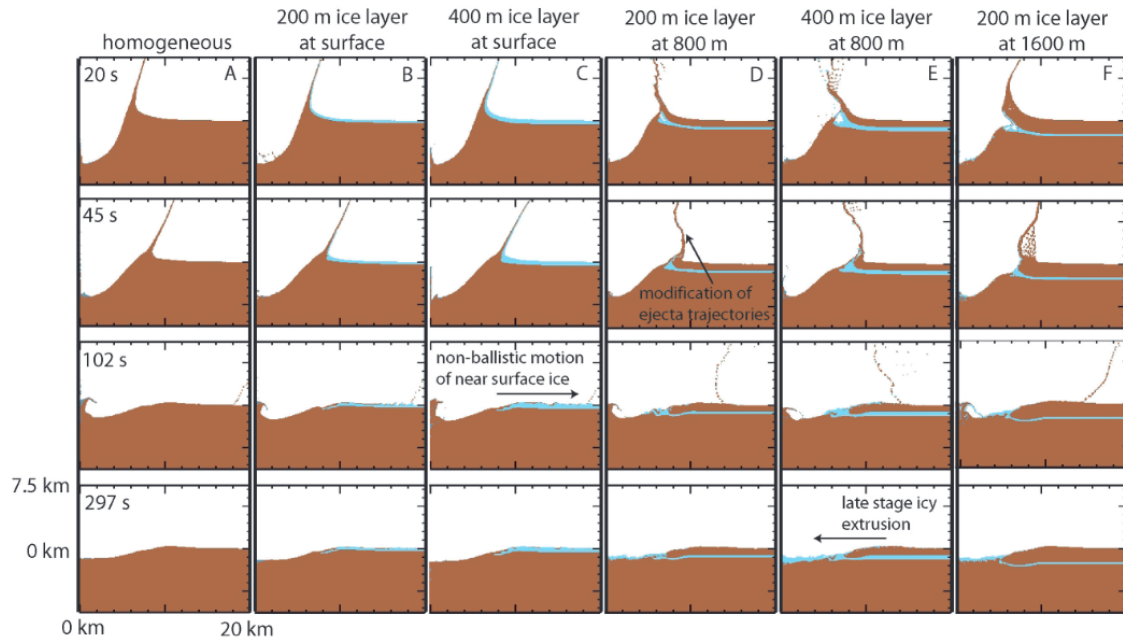 homogeneous
200 m ice layer
at surface
400 m ice layer
at surface
200 m ice layer
at 800 m
400 m ice layer
at 800 m
200 m ice layer
at 1600 m
20 s
A
B
C
D
E
F
45 s
modification of
ejecta trajectories
102 s
non-ballistic motion
of near surface ice
7.5 km
297 s
late stage icy
extrusion
0 km
0 km
20 km